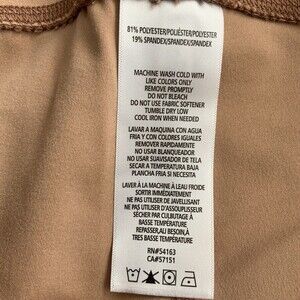 81% POLYESTER/POLIÉSTER/POLYESTER
19% SPANDEX/SPANDEX/SPANDEX
MACHINE WASH COLD WITH
LIKE COLORS ONLY
REMOVE PROMPTLY
DO NOT BLEACH
DO NOT USE FABRIC SOFTENER
TUMBLE DRY LOW
COOL IRON WHEN NEEDED
LAVAR A MAQUINA CON AGUA
FRIA Y CON COLORES IGUALES
REMOVER RAPIDAMENTE
NO USAR BLANQUEADOR
NO USAR SUAVISADOR DE TELA
SECAR A TEMPERATURA BAJA
PLANCHA FRIA SI NECESITA
LAVER À LA MACHINE À L'EAU FROIDE
SORTIR IMMÉDIATEMENT
NE PAS UTILISER DE JAVELLISANT
NE PAS UTILISER D'ASSOUPLISSEUR
SÉCHER PAR CULBUTAGE À
BASSE TEMPÉRATURE
REPASSER, AU BESOIN, À
TRES BASSE TEMPÉRATURE
RN#54163
CA#57151